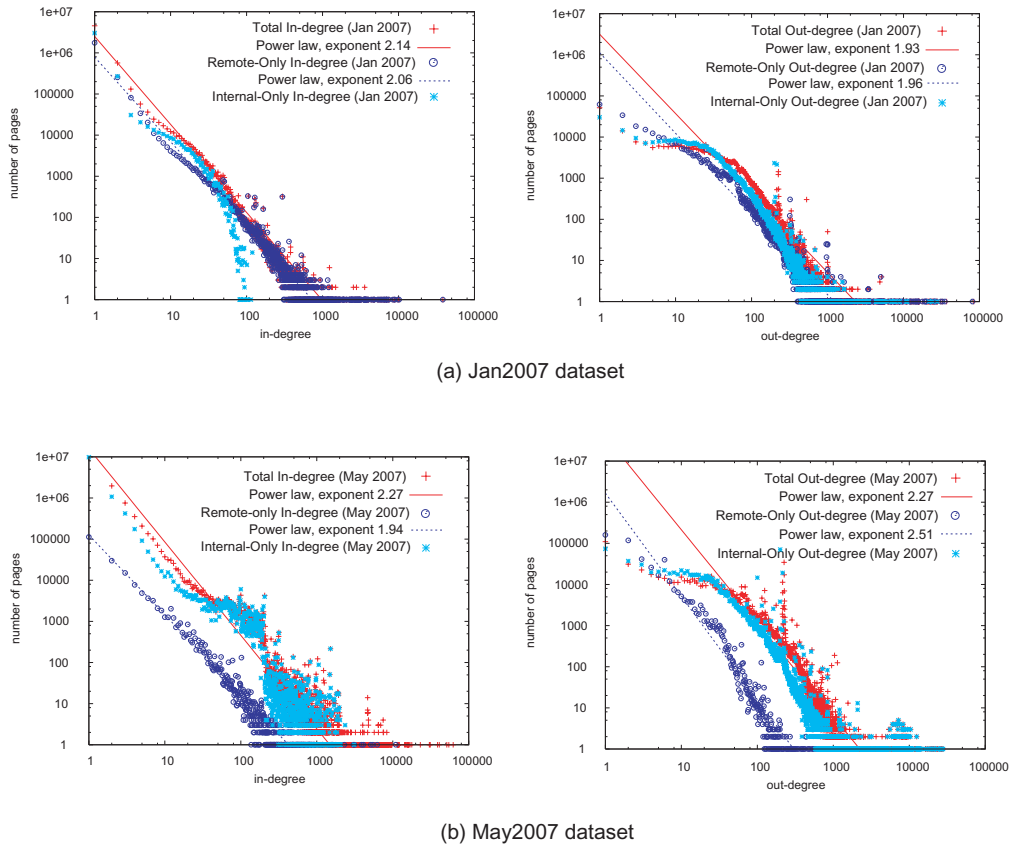 Total In-degree (Jan 2007)
Power law, exponent 2.14
Remote-Only In-degree (Jan 2007)
Power law, exponent 2.06
Internal-Only In-degree (Jan 2007)
number of pages
1e+07
1e+06
100000
10000
1000
100
10
1
1 10 100 1000 10000 100000
in-degree
Total Out-degree (Jan 2007)
Power law, exponent 1.93
Remote-Only Out-degree (Jan 2007)
Power law, exponent 1.96
Internal-Only Out-degree (Jan 2007)
number of pages
1e+07
1e+06
100000
10000
1000
100
10
1
1 10 100 1000 10000 100000
out-degree
(a) Jan2007 dataset
Total In-degree (May 2007)
Power law, exponent 2.27
Remote-only In-degree (May 2007)
Power law, exponent 1.94
Internal-Only In-degree (May 2007)
number of pages
1e+07
1e+06
100000
10000
1000
100
10
1
1 10 100 1000 10000 100000
in-degree
Total Out-degree (May 2007)
Power law, exponent 2.27
Remote-Only Out-degree (May 2007)
Power law, exponent 2.51
Internal-Only Out-degree (May 2007)
number of pages
1e+07
1e+06
100000
10000
1000
100
10
1
1 10 100 1000 10000 100000
out-degree
(b) May2007 dataset